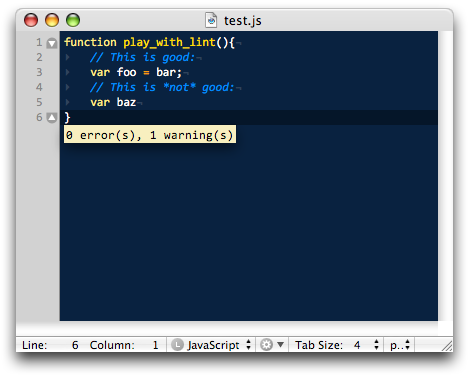 test.js
1 function play_with_lint(){¬
2 // This is good:¬
3 var foo = bar;¬
4 // This is *not* good:¬
5 var baz¬
6 }
0 error(s), 1 warning(s)
Line: 6 Column: 1 L JavaScript Tab Size: 4 p..